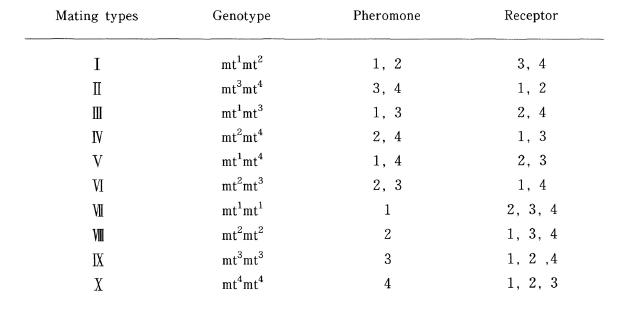 Mating types Genotype Pheromone Receptor
Ⅰ mt¹mt² 1, 2 3, 4
Ⅱ mt³mt⁴ 3, 4 1, 2
Ⅲ mt¹mt³ 1, 3 2, 4
Ⅳ mt²mt⁴ 2, 4 1, 3
Ⅴ mt¹mt⁴ 1, 4 2, 3
Ⅵ mt²mt³ 2, 3 1, 4
Ⅶ mt¹mt¹ 1 2, 3, 4
Ⅷ mt²mt² 2 1, 3, 4
Ⅸ mt³mt³ 3 1, 2 ,4
Ⅹ mt⁴mt⁴ 4 1, 2, 3